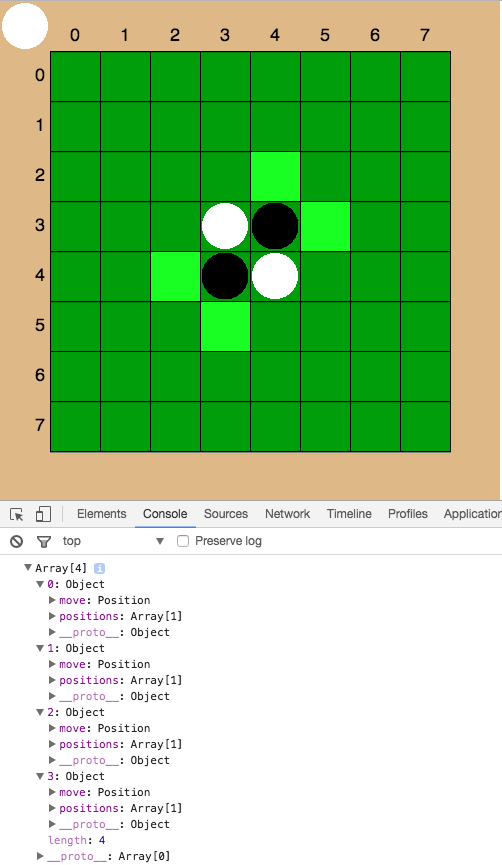 0 1 2 3 4 5 6 7
0
1
2
3
4
5
6
7
Elements Console Sources Network Timeline Profiles Application
top Preserve log
Array[4] i
0: Object
move: Position
positions: Array[1]
__proto__: Object
1: Object
move: Position
positions: Array[1]
__proto__: Object
2: Object
move: Position
positions: Array[1]
__proto__: Object
3: Object
move: Position
positions: Array[1]
__proto__: Object
length: 4
__proto__: Array[0]